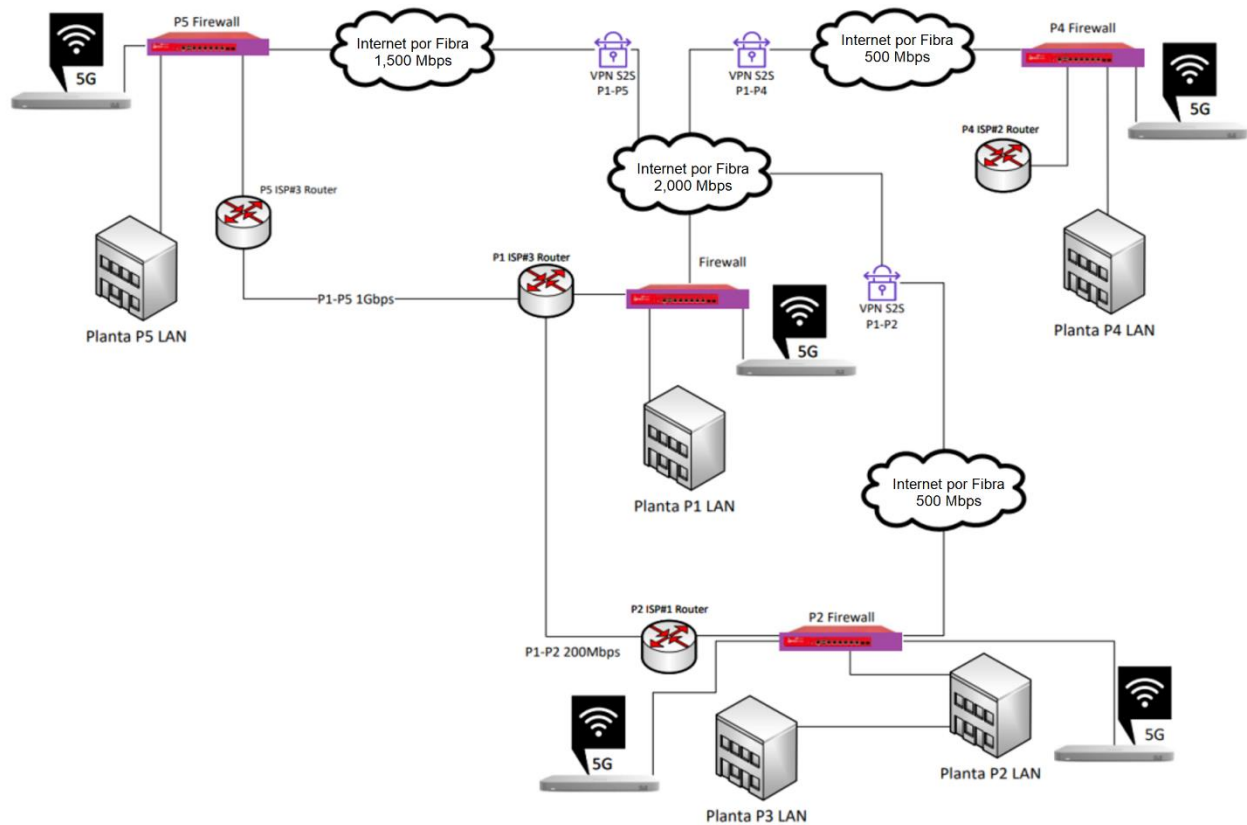 P5 Firewall
5G
Internet por Fibra
1,500 Mbps
VPN S2S
P1-P5
VPN S2S
P1-P4
Internet por Fibra
500 Mbps
P4 Firewall
5G
P4 ISP#2 Router
Internet por Fibra
2,000 Mbps
P5 ISP#3 Router
Planta P5 LAN
P1-P5 1Gbps
P1 ISP#3 Router
Firewall
5G
VPN S2S
P1-P2
Planta P4 LAN
Planta P1 LAN
Internet por Fibra
500 Mbps
P2 ISP#1 Router
P2 Firewall
P1-P2 200Mbps
5G
5G
Planta P2 LAN
Planta P3 LAN